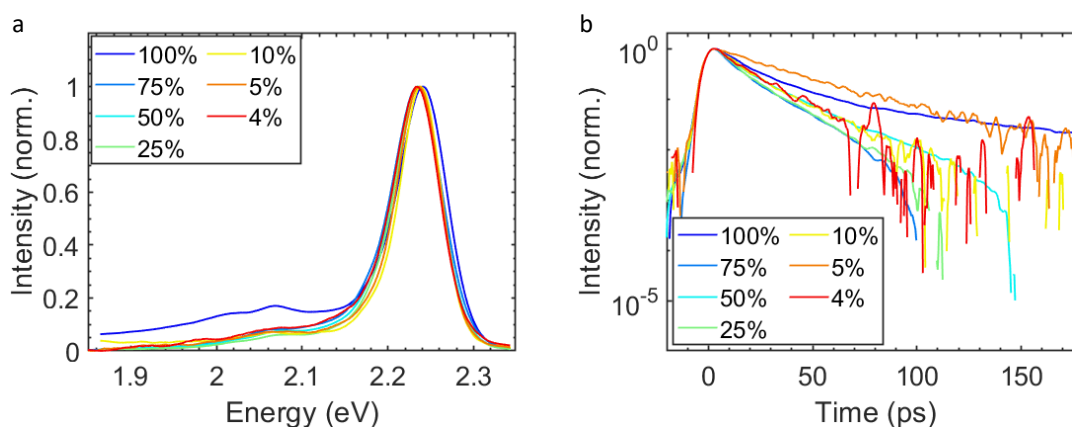 a
100% 10%
75% 5%
50% 4%
25%
Intensity (norm.)
1
0.8
0.6
0.4
0.2
0
1.9 2 2.1 2.2 2.3
Energy (eV)
b
Intensity (norm.)
10^0
10^-5
100% 10%
75% 5%
50% 4%
25%
0 50 100 150
Time (ps)